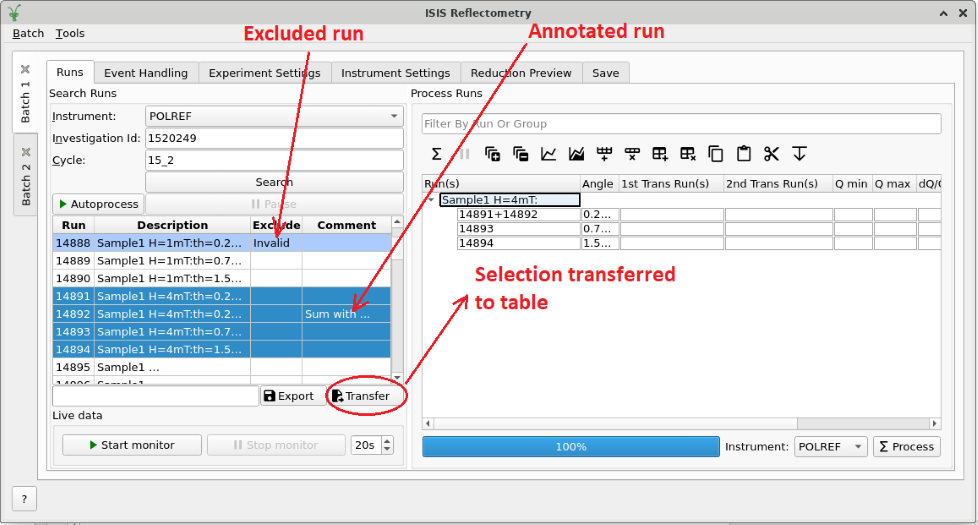 ISIS Reflectometry
Batch Tools
Excluded run
Annotated run
Batch 1
Batch 2
Runs
Event Handling
Experiment Settings
Instrument Settings
Reduction Preview
Save
Search Runs
Instrument: POLREF
Investigation Id: 1520249
Cycle: 15_2
Search
Autoprocess
Pause
Run Description Exclude Comment
14888 Sample1 H=1mT:th=0.2... Invalid
14889 Sample1 H=1mT:th=0.7...
14890 Sample1 H=1mT:th=1.5...
14891 Sample1 H=4mT:th=0.2...
14892 Sample1 H=4mT:th=0.2... Sum with ...
14893 Sample1 H=4mT:th=0.7...
14894 Sample1 H=4mT:th=1.5...
14895 Sample1 ...
Export
Transfer
Live data
Start monitor
Stop monitor
20s
Process Runs
Filter By Run Or Group
Run(s) Angle 1st Trans Run(s) 2nd Trans Run(s) Q min Q max
Sample1 H=4mT:
14891+14892 0.2...
14893 0.7...
14894 1.5...
Selection transferred
to table
100%
Instrument: POLREF
Σ Process
?